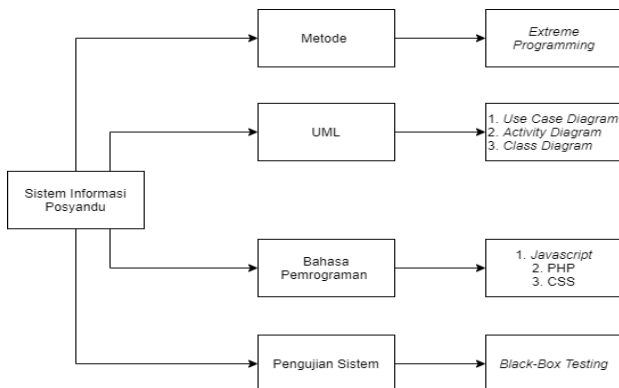 Metode
Extreme
Programming
UML
1. Use Case Diagram
2. Activity Diagram
3. Class Diagram
Sistem Informasi
Posyandu
Bahasa
Pemrograman
1. Javascript
2. PHP
3. CSS
Pengujian Sistem
Black-Box Testing